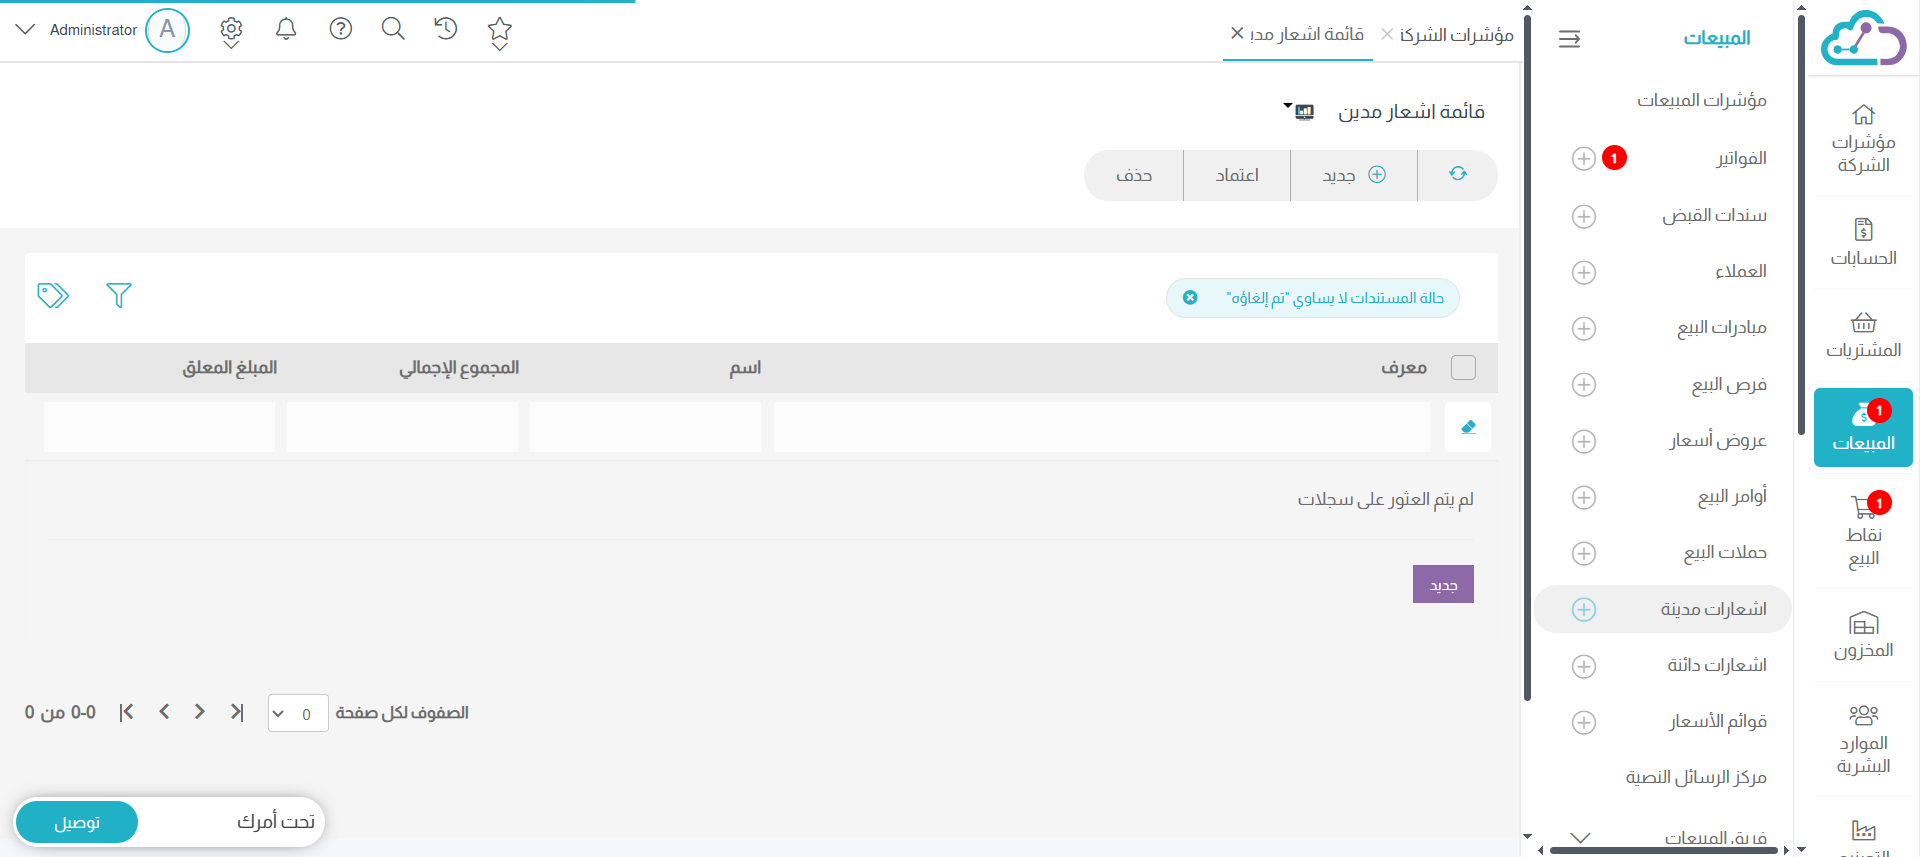 مؤشرات الشركة
الحسابات
المشتريات
1
المبيعات
1
نقاط
البيع
المخزون
الموارد
البشرية
المبيعات
مؤشرات المبيعات
الفواتير
1
سندات القبض
العملاء
مبادرات البيع
فرص البيع
عروض أسعار
أوامر البيع
حملات البيع
اشعارات مدينة
اشعارات دائنة
قوائم الأسعار
مركز الرسائل النصية
فريق المبيعات
مؤشرات الشركة
قائمة اشعار مدي
A
Administrator
قائمة اشعار مدين
جديد
اعتماد
حذف
حالة المستندات لا يساوي "تم إلغاؤه"
معرف
اسم
المجموع الإجمالي
المبلغ المعلق
لم يتم العثور على سجلات
جديد
الصفوف لكل صفحة
0
0-0 من 0
تحت أمرك
توصيل